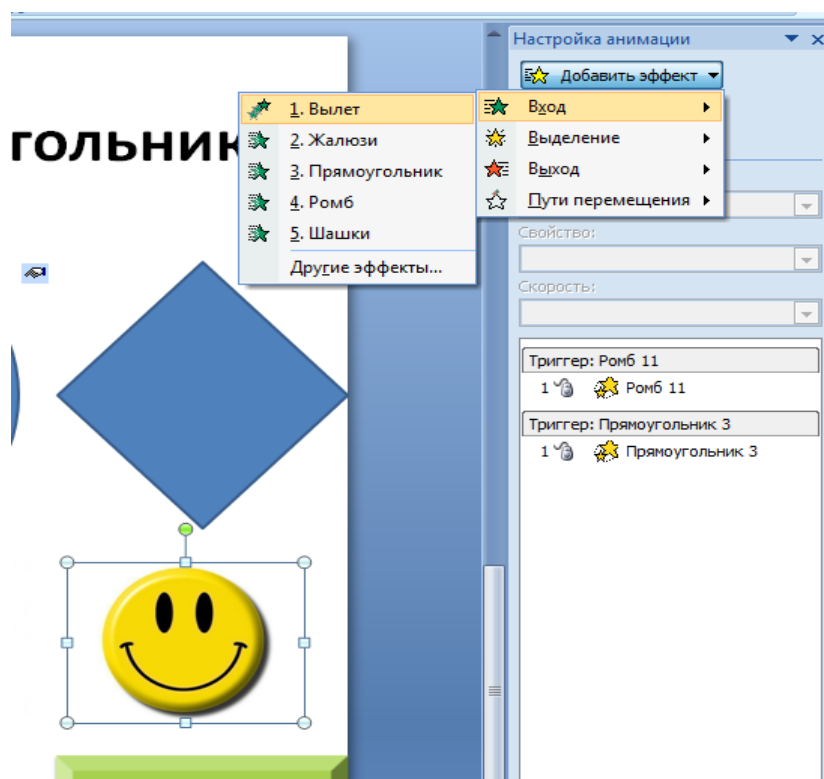 Настройка анимации
Добавить эффект
1. Вылет
2. Жалюзи
3. Прямоугольник
4. Ромб
5. Шашки
Другие эффекты...
Вход
Выделение
Выход
Пути перемещения
гольник
Свойство:
Скорость:
Триггер: Ромб 11
1 Ромб 11
Триггер: Прямоугольник 3
1 Прямоугольник 3